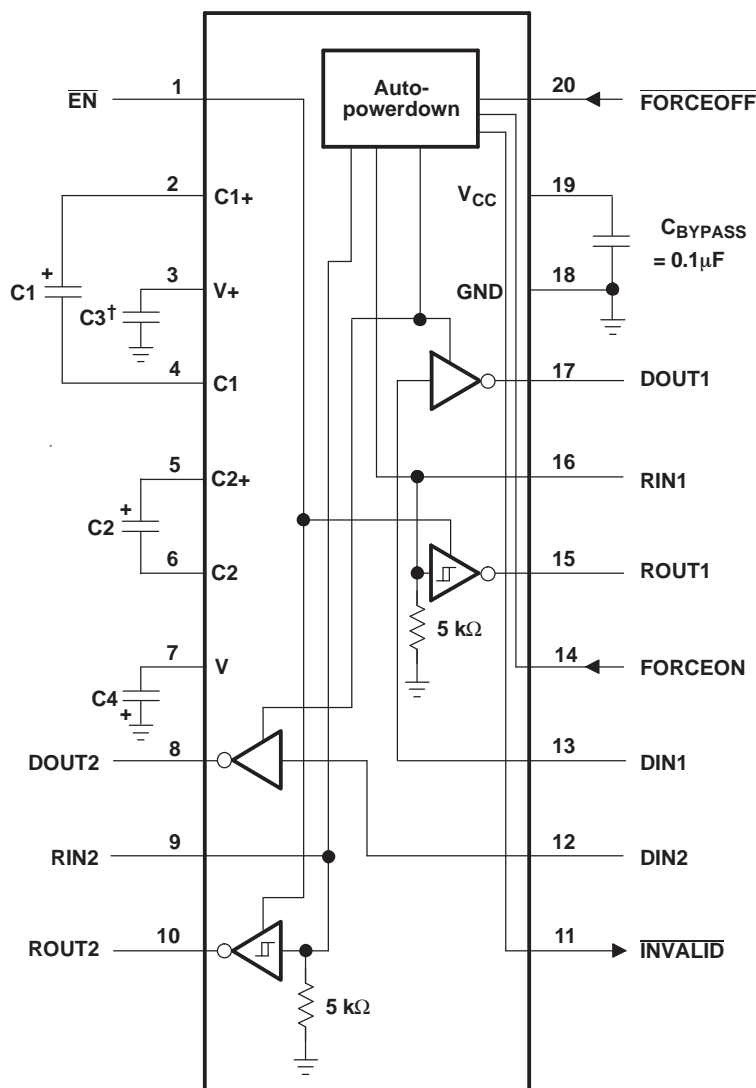 Auto-
powerdown
1
EN
20
FORCEOFF
2
C1+
VCC
19
CBYPASS
= 0.1µF
+
C1
3
V+
C3†
GND
18
4
C1
17
DOUT1
5
C2+
16
RIN1
+
C2
6
C2
15
ROUT1
5 kΩ
7
V
14
FORCEON
C4
+
DOUT2
8
13
DIN1
RIN2
9
12
DIN2
ROUT2
10
11
INVALID
5 kΩ